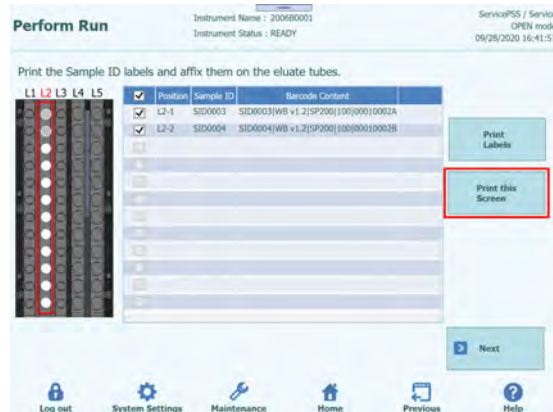 Perform Run
Instrument Name : 2006B0001
Instrument Status : READY
ServicePSS / Servic
OPEN mod
09/28/2020 16:41:5
Print the Sample ID labels and affix them on the eluate tubes.
L1 L2 L3 L4 L5
Position Sample ID Barcode Content
L2-1 SID0003 SID0003|WB v1.2|SP200|100|00010002A
L2-2 SID0004 SID0004|WB v1.2|SP200|100|00010002B
Print
Labels
Print this
Screen
Next
Log out System Settings Maintenance Home Previous Help